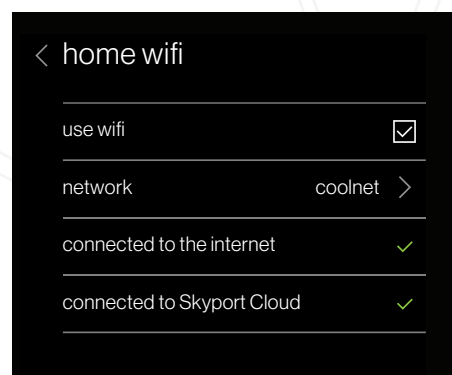 home wifi
use wifi
network coolnet
connected to the internet
connected to Skyport Cloud